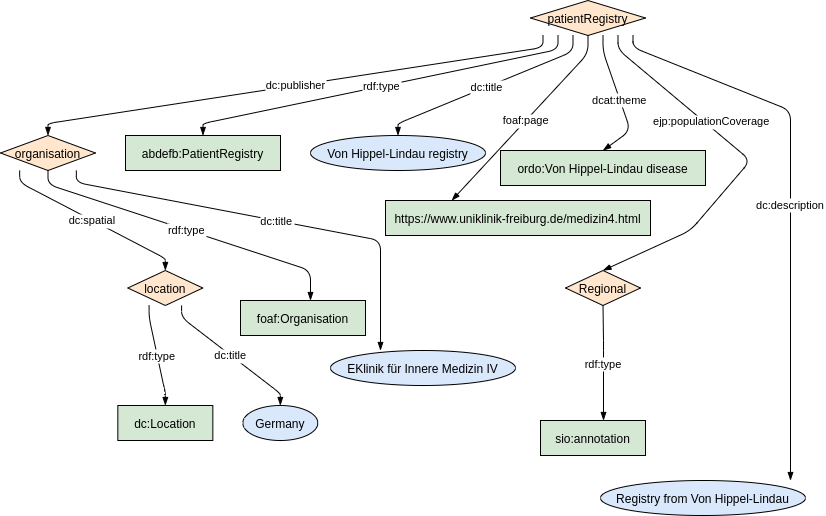 patientRegistry
dc:publisher
rdf:type
dc:title
foaf:page
dcat:theme
ejp:populationCoverage
dc:description
organisation
abdefb:PatientRegistry
Von Hippel-Lindau registry
ordo:Von Hippel-Lindau disease
https://www.uniklinik-freiburg.de/medizin4.html
dc:spatial
rdf:type
dc:title
location
foaf:Organisation
Regional
rdf:type
dc:title
EKlinik für Innere Medizin IV
rdf:type
dc:Location
Germany
sio:annotation
Registry from Von Hippel-Lindau